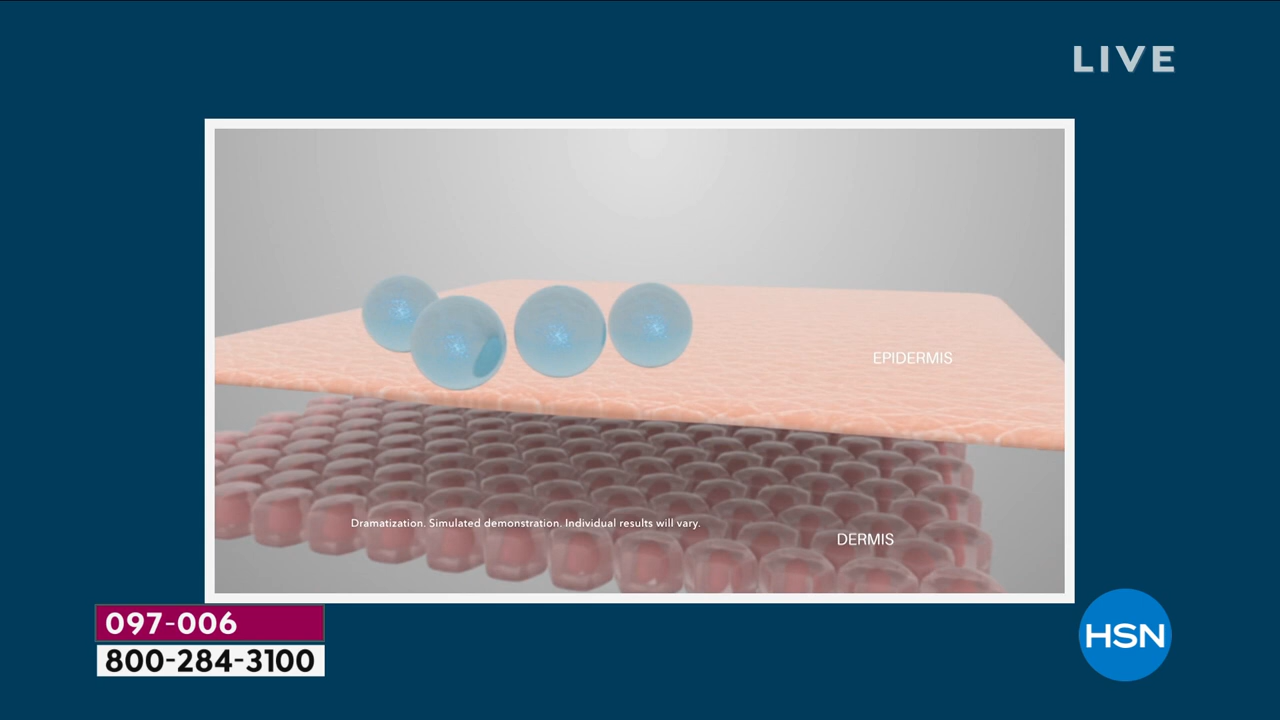 LIVE
EPIDERMIS
Dramatization. Simulated demonstration. Individual results will vary.
DERMIS
097-006
800-284-3100
HSN